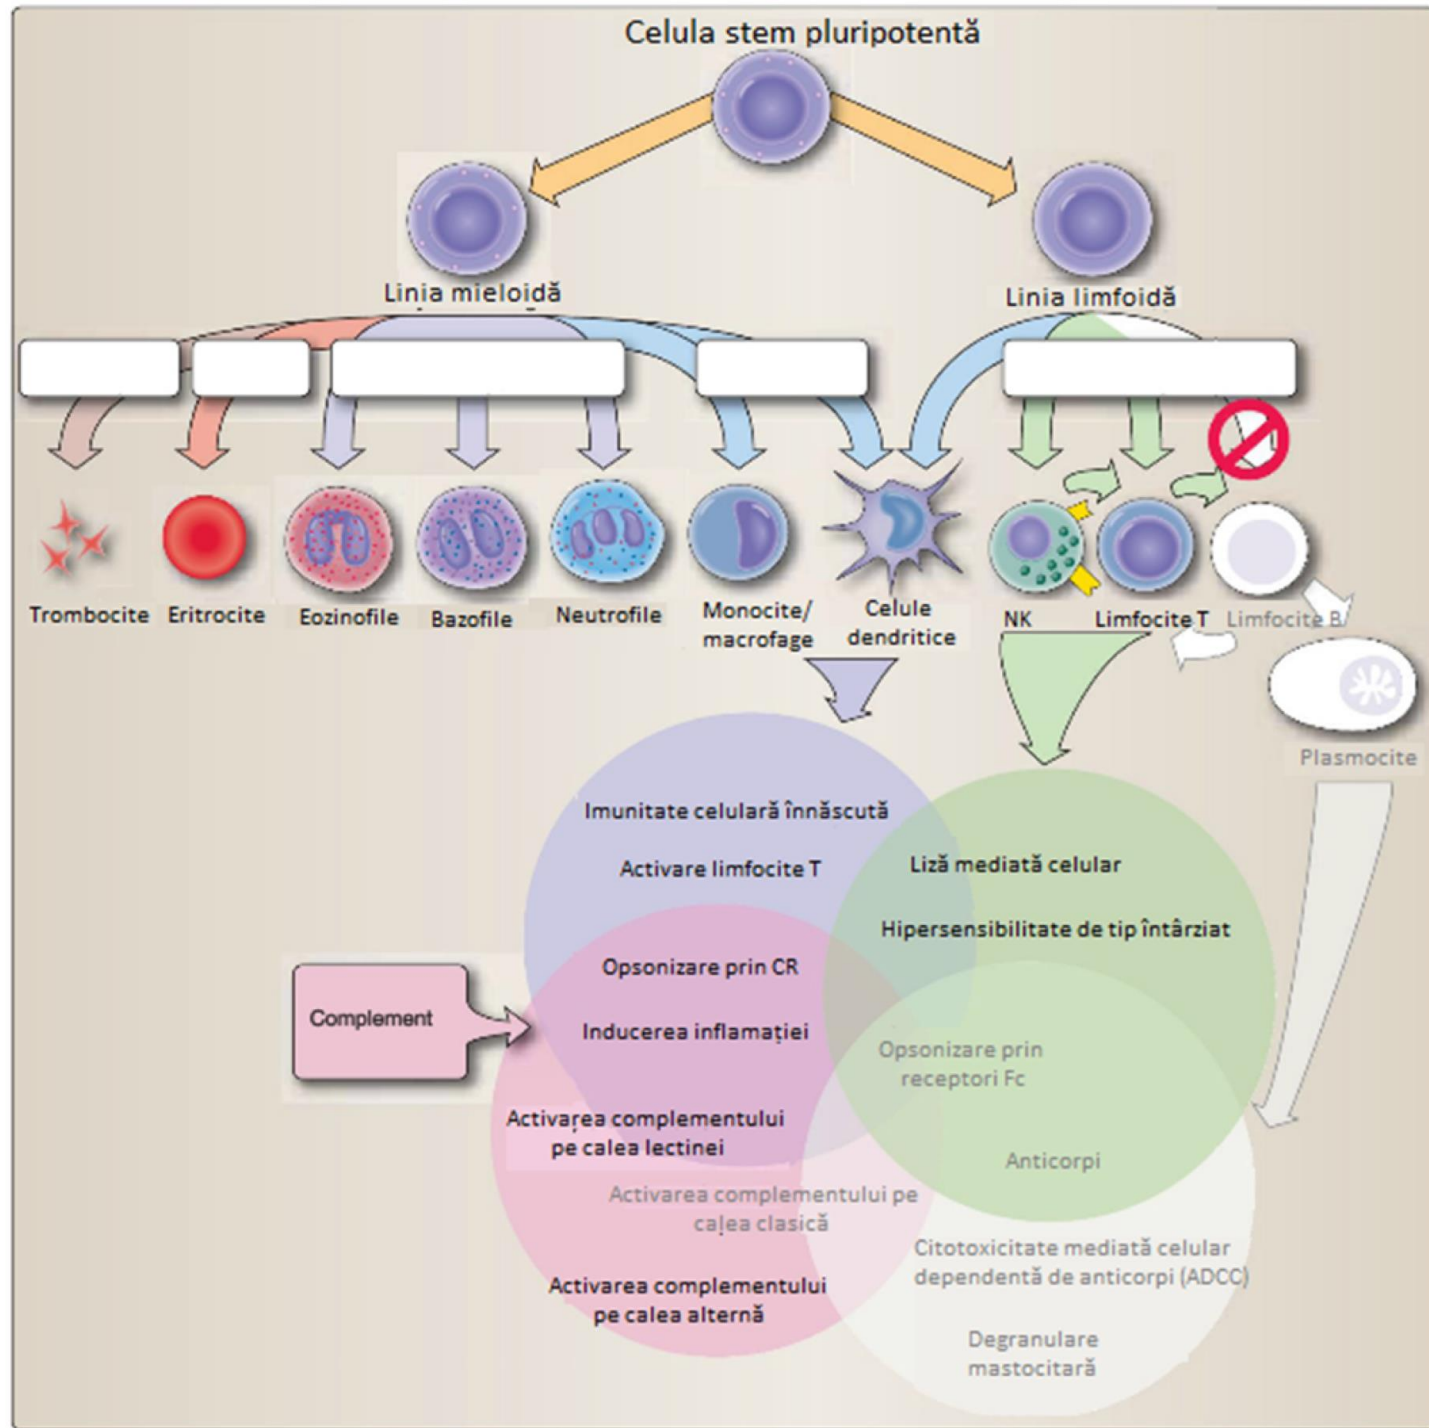 Celula stem pluripotentă
Linia mieloidă
Linia limfoidă
Trombocite
Eritrocite
Eozinofile
Bazofile
Neutrofile
Monocite/
macrofage
Celule
dendritice
NK
Limfocite T
Limfocite B
Plasmocite
Imunitate celulară înnăscută
Activare limfocite T
Liză mediată celular
Hipersensibilitate de tip întârziat
Opsonizare prin CR
Inducerea inflamației
Complement
Opsonizare prin
receptori Fc
Activarea complementului
pe calea lectinei
Anticorpi
Activarea complementului pe
calea clasică
Citotoxicitate mediată celular
dependentă de anticorpi (ADCC)
Activarea complementului
pe calea alternă
Degranulare
mastocitară